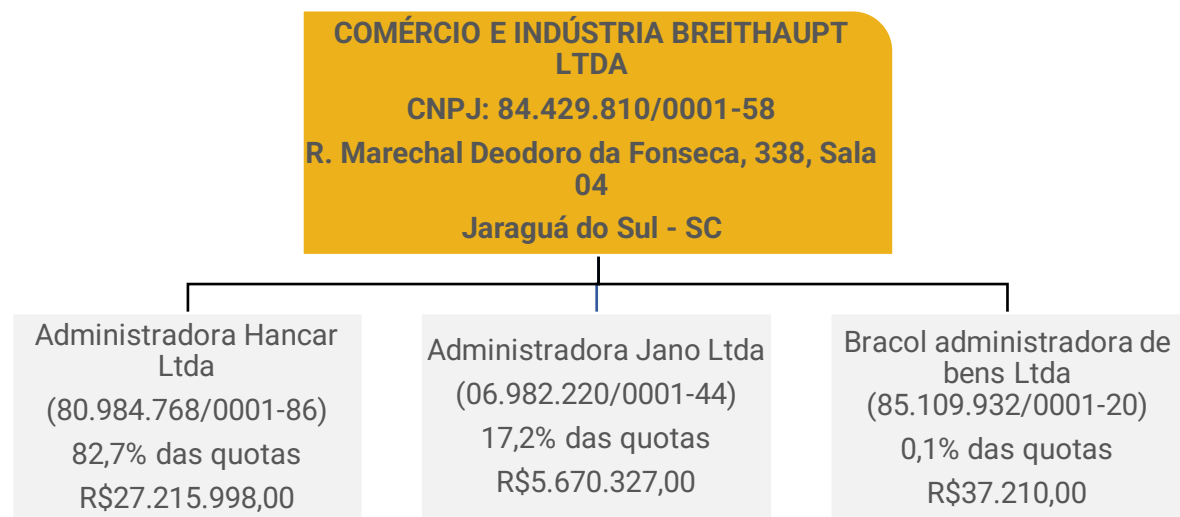 COMÉRCIO E INDÚSTRIA BREITHAUPT
LTDA
CNPJ: 84.429.810/0001-58
R. Marechal Deodoro da Fonseca, 338, Sala
04
Jaraguá do Sul - SC
Administradora Hancar
Ltda
(80.984.768/0001-86)
82,7% das quotas
R$27.215.998,00
Administradora Jano Ltda
(06.982.220/0001-44)
17,2% das quotas
R$5.670.327,00
Bracol administradora de
bens Ltda
(85.109.932/0001-20)
0,1% das quotas
R$37.210,00